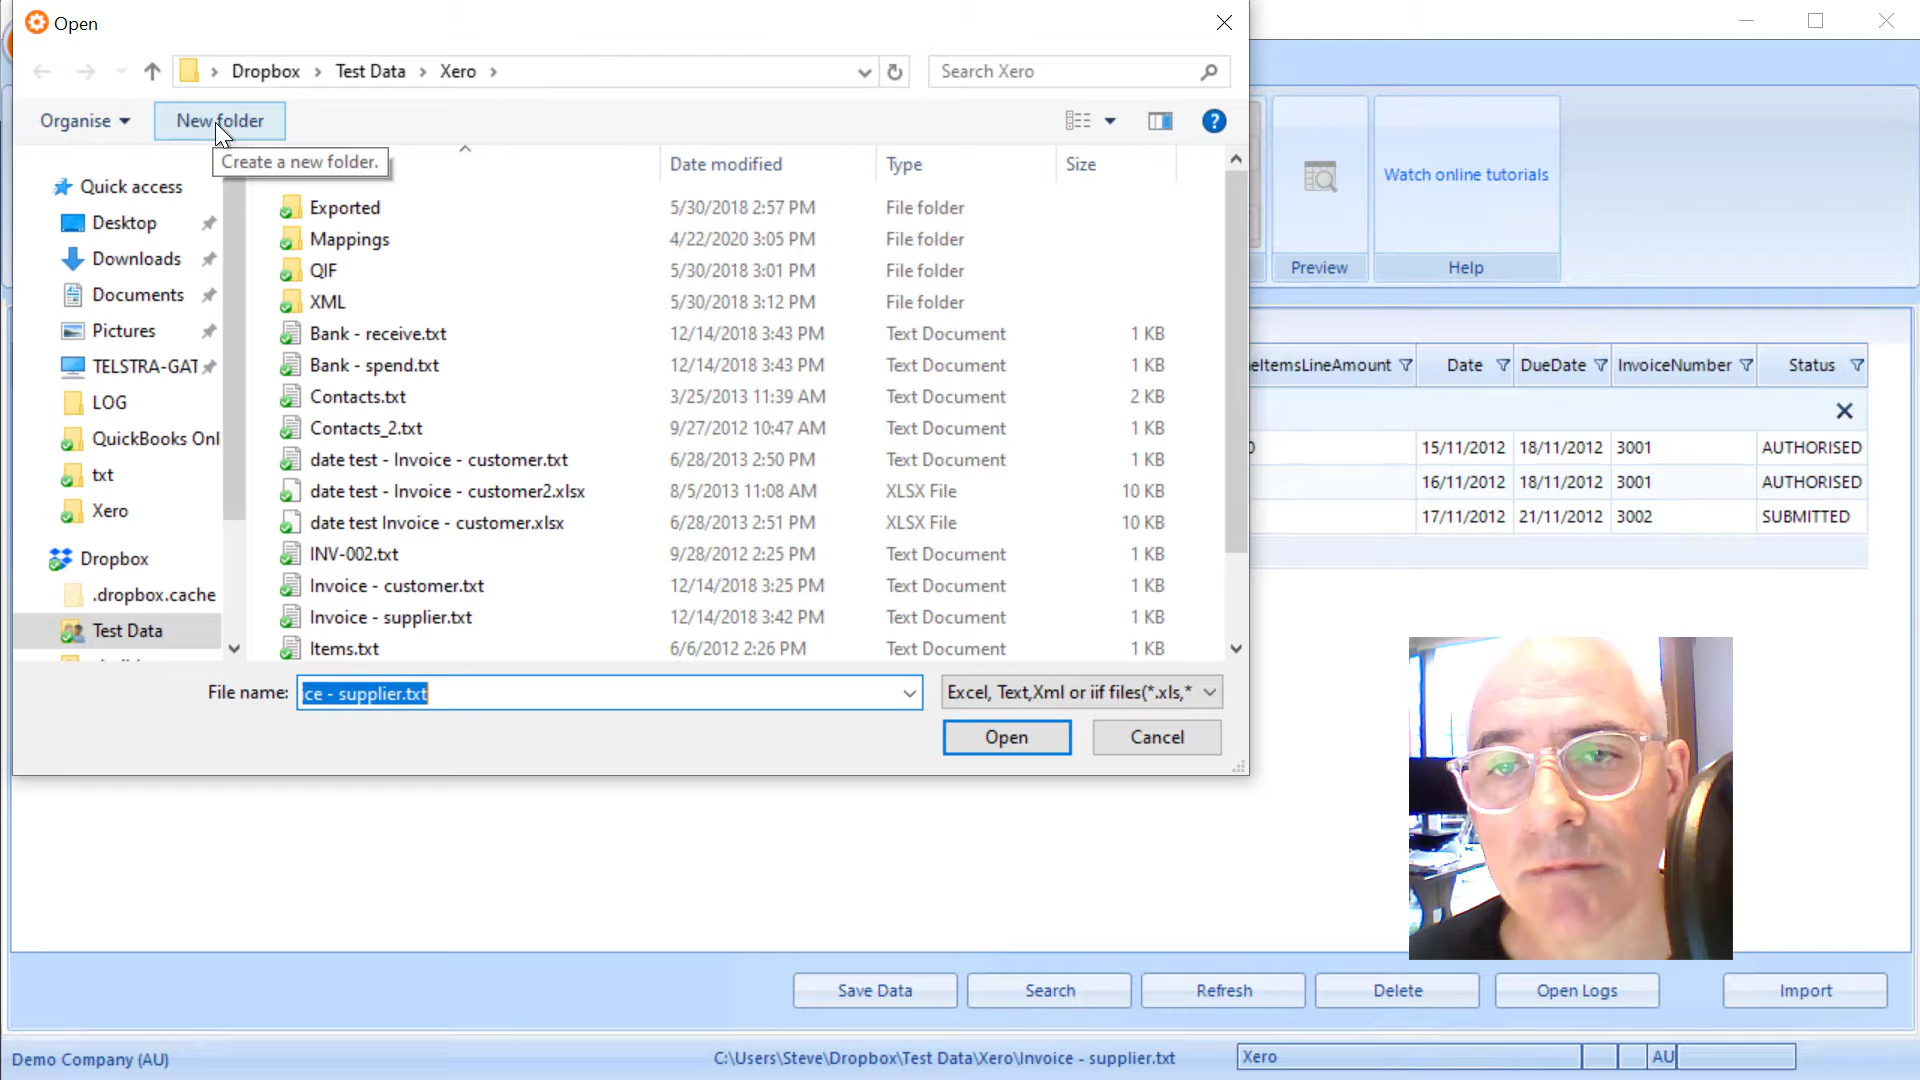 Open
Dropbox > Test Data > Xero >
Search Xero
Organise
New folder
Create a new folder.
Watch online tutorials
Preview
Help
Date modified Type Size
Quick access
Desktop
Downloads
Documents
Pictures
TELSTRA-GAT
LOG
QuickBooks Onl
txt
Xero
Dropbox
.dropbox.cache
Test Data
Exported 5/30/2018 2:57 PM File folder
Mappings 4/22/2020 3:05 PM File folder
QIF 5/30/2018 3:01 PM File folder
XML 5/30/2018 3:12 PM File folder
Bank - receive.txt 12/14/2018 3:43 PM Text Document 1 KB
Bank - spend.txt 12/14/2018 3:43 PM Text Document 1 KB
Contacts.txt 3/25/2013 11:39 AM Text Document 2 KB
Contacts_2.txt 9/27/2012 10:47 AM Text Document 1 KB
date test - Invoice - customer.txt 6/28/2013 2:50 PM Text Document 1 KB
date test - Invoice - customer2.xlsx 8/5/2013 11:08 AM XLSX File 10 KB
date test Invoice - customer.xlsx 6/28/2013 2:51 PM XLSX File 10 KB
INV-002.txt 9/28/2012 2:25 PM Text Document 1 KB
Invoice - customer.txt 12/14/2018 3:25 PM Text Document 1 KB
Invoice - supplier.txt 12/14/2018 3:42 PM Text Document 1 KB
Items.txt 6/6/2012 2:26 PM Text Document 1 KB
File name: ce - supplier.txt
Excel, Text,Xml or iif files(*.xls,*
Open Cancel
eItemsLineAmount Date DueDate InvoiceNumber Status
0 15/11/2012 18/11/2012 3001 AUTHORISED
16/11/2012 18/11/2012 3001 AUTHORISED
17/11/2012 21/11/2012 3002 SUBMITTED
Save Data Search Refresh Delete Open Logs Import
Demo Company (AU) C:\Users\Steve\Dropbox\Test Data\Xero\Invoice - supplier.txt Xero AU